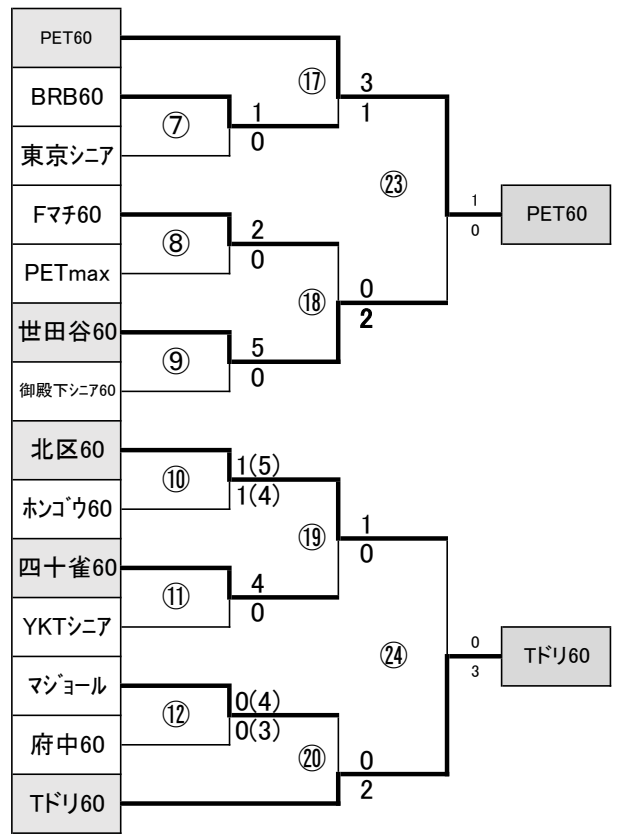 PET60
BRB60
東京シニア
Fマチ60
PETmax
世田谷60
御殿下シニア60
北区60
ホンゴウ60
四十雀60
YKTシニア
マジョール
府中60
Tドリ60
⑦
1
0
⑧
2
0
⑨
5
0
⑩
1(5)
1(4)
⑪
4
0
⑫
0(4)
0(3)
⑰
3
1
⑱
0
2
⑲
1
0
⑳
0
2
㉓
1
0
㉔
0
3
PET60
Tドリ60